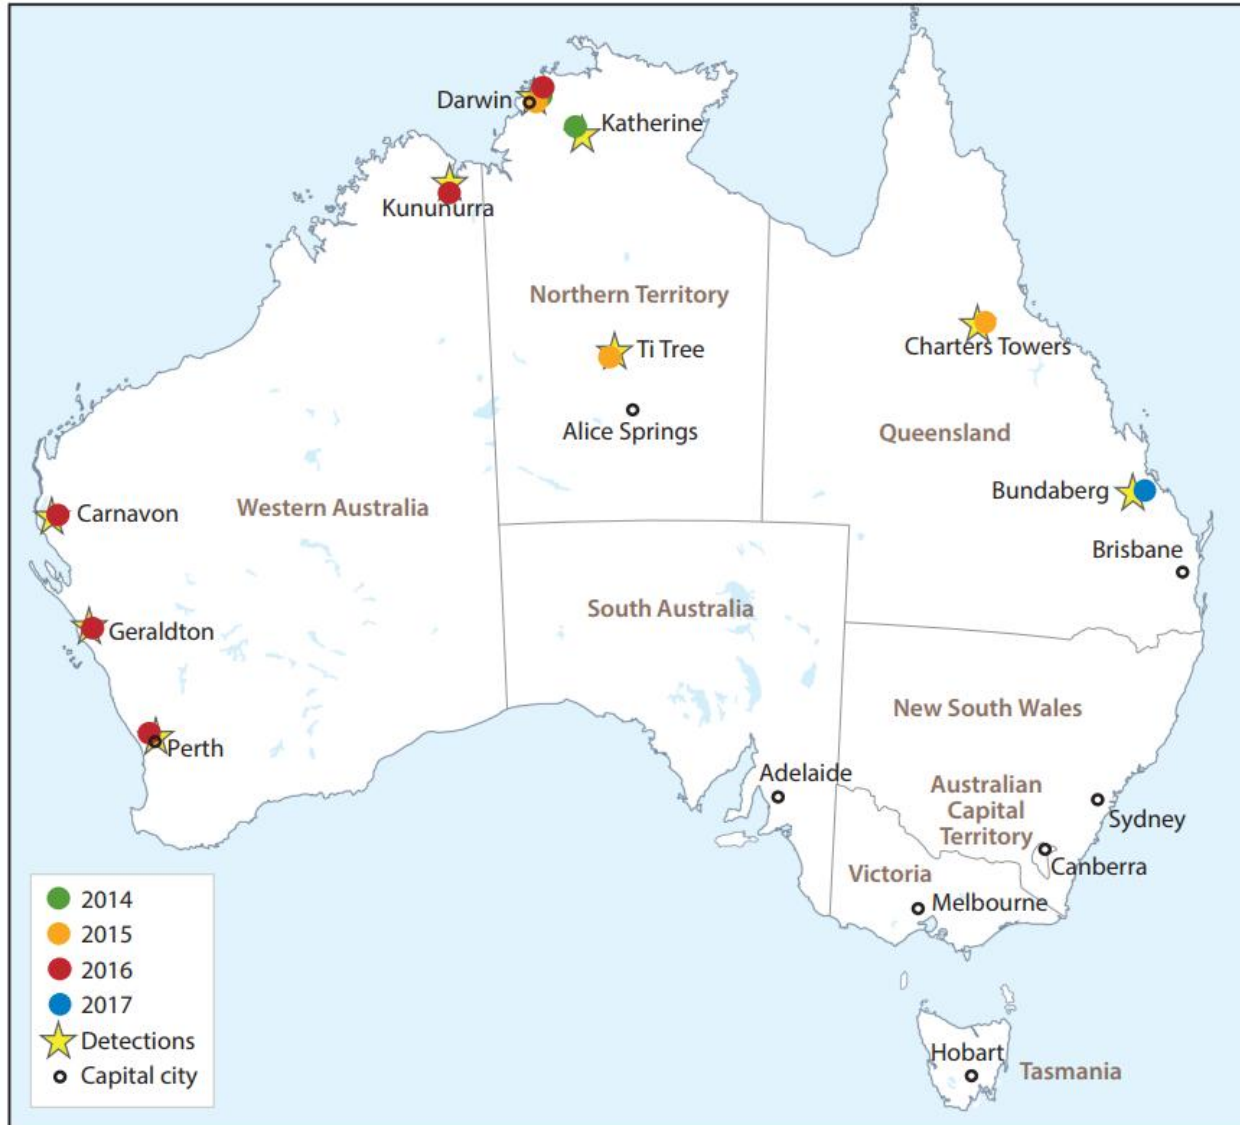 Darwin
Katherine
Kununurra
Northern Territory
Ti Tree
Charters Towers
Alice Springs
Queensland
Bundaberg
Carnavon
Western Australia
Brisbane
South Australia
Geraldton
New South Wales
Perth
Adelaide
Australian
Capital
Territory
Sydney
Canberra
Victoria
Melbourne
2014
2015
2016
2017
Detections
Capital city
Hobart
Tasmania